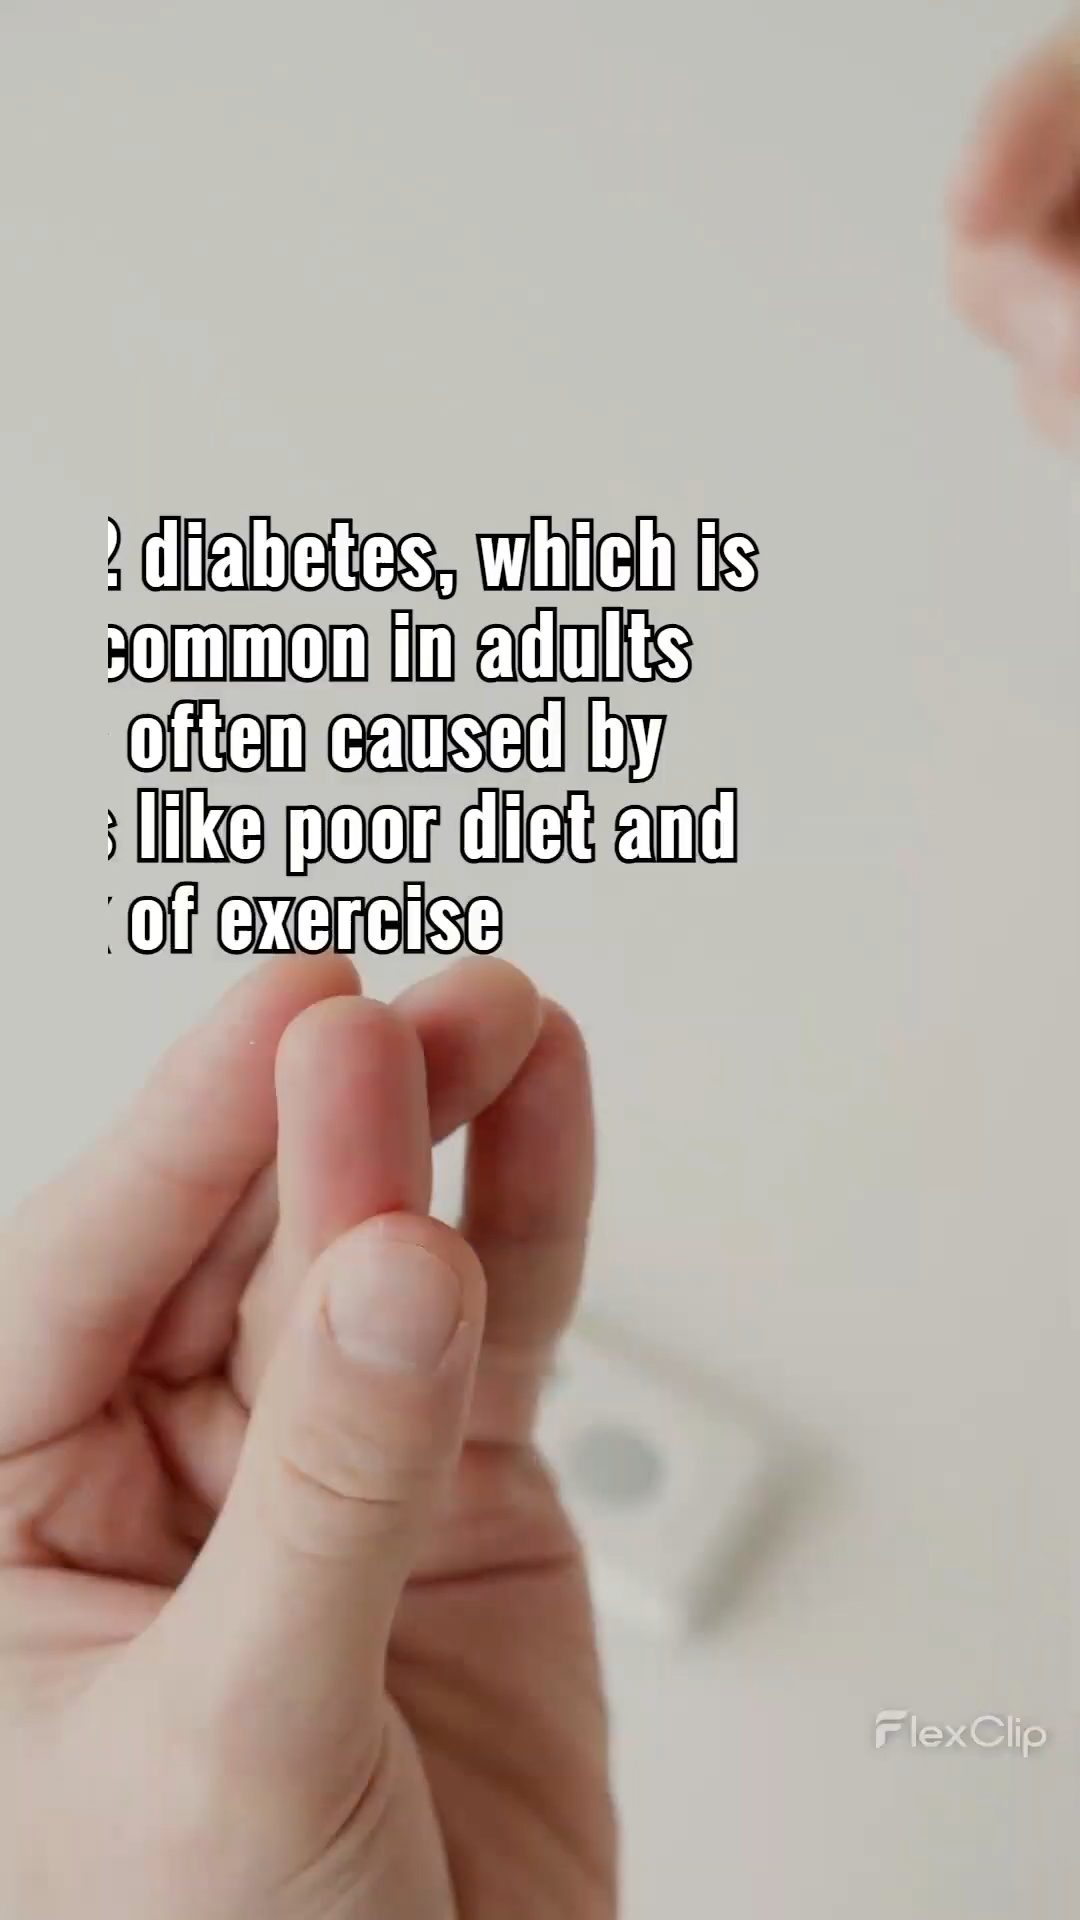 diabetes, which is
common in adults
often caused by
like poor diet and
of exercise
FlexClip